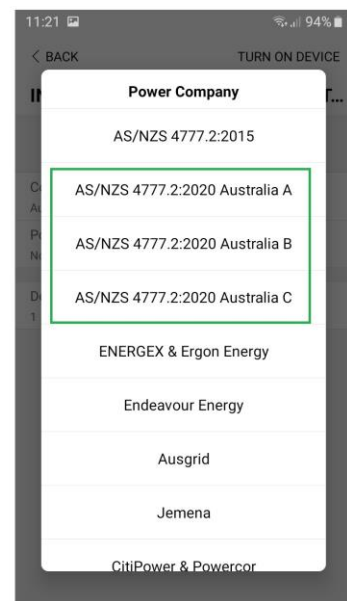 11:21 94%
BACK TURN ON DEVICE
Power Company
AS/NZS 4777.2:2015
AS/NZS 4777.2:2020 Australia A
AS/NZS 4777.2:2020 Australia B
AS/NZS 4777.2:2020 Australia C
ENERGEX & Ergon Energy
Endeavour Energy
Ausgrid
Jemena
CitiPower & Powercor